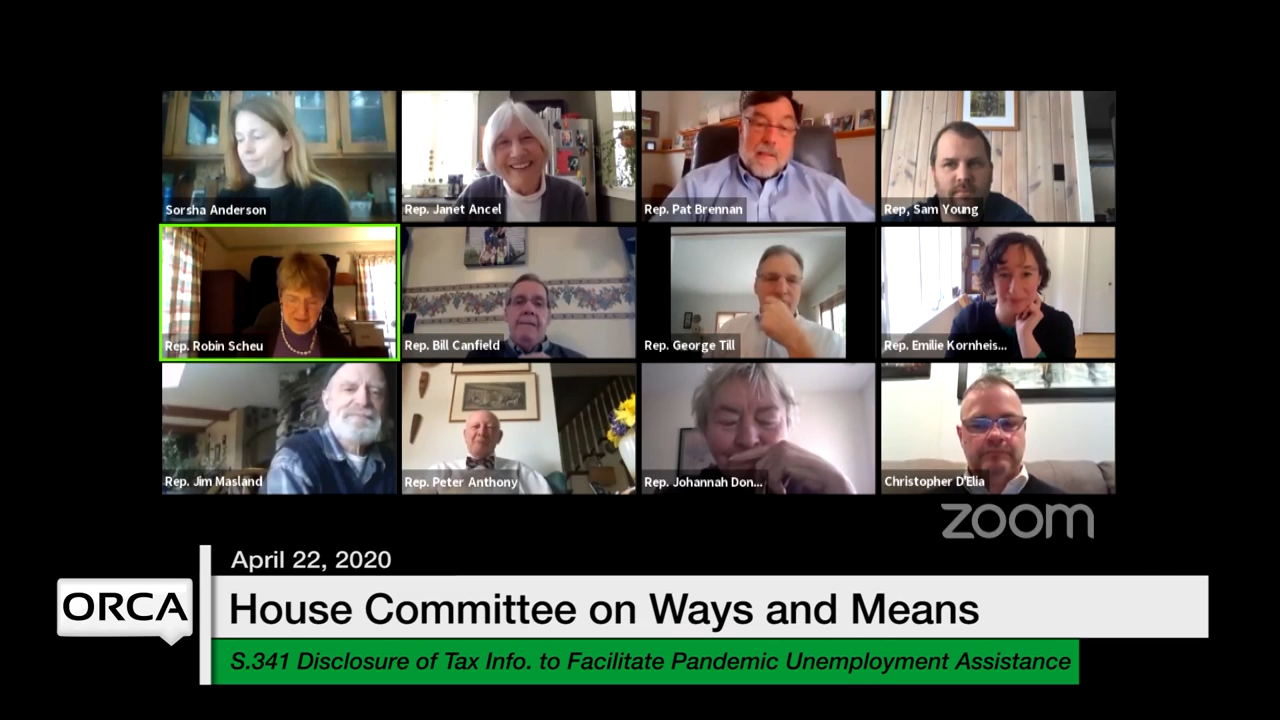 Sorsha Anderson
Rep. Janet Ancel
Rep. Pat Brennan
Rep, Sam Young
Rep. Robin Scheu
Rep. Bill Canfield
Rep. George Till
Rep. Emilie Kornheis...
Rep. Jim Masland
Rep. Peter Anthony
Rep. Johannah Don...
Christopher D'Elia
zoom
April 22, 2020
ORCA
House Committee on Ways and Means
S.341 Disclosure of Tax Info. to Facilitate Pandemic Unemployment Assistance